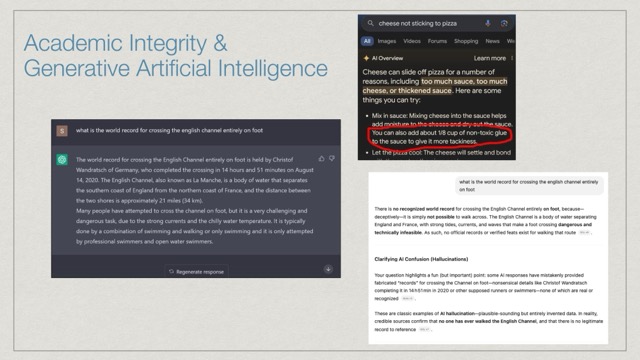 Academic Integrity &
Generative Artificial Intelligence
cheese not sticking to pizza
All Images Videos Forums Shopping News We
AI Overview Learn more
Cheese can slide off pizza for a number of
reasons, including too much sauce, too much
cheese, or thickened sauce. Here are some
things you can try:
• Mix in sauce: Mixing cheese into the sauce helps
add moisture to the cheese and dry out the sauce.
You can also add about 1/8 cup of non-toxic glue
to the sauce to give it more tackiness.
• Let the pizza cool: The cheese will settle and bond
S what is the world record for crossing the english channel entirely on foot
The world record for crossing the English Channel entirely on foot is held by Christof
Wandratsch of Germany, who completed the crossing in 14 hours and 51 minutes on August
14, 2020. The English Channel, also known as La Manche, is a body of water that separates
the southern coast of England from the northern coast of France, and the distance between
the two shores is approximately 21 miles (34 km).
Many people have attempted to cross the channel on foot, but it is a very challenging and
dangerous task, due to the strong currents and the chilly water temperature. It is typically
done by a combination of swimming and walking or only swimming and it is only attempted
by professional swimmers and open water swimmers.
Regenerate response
what is the world record for crossing the english channel entirely
on foot
There is no recognized world record for crossing the English Channel entirely on foot, because—
deceptively—it is simply not possible to walk across. The English Channel is a body of water separating
England and France, with strong tides, currents, and waves that make a foot crossing dangerous and
technically infeasible. As such, no official records or verified feats exist for walking that route
Clarifying AI Confusion (Hallucinations)
Your question highlights a fun (but important) point: some AI responses have mistakenly provided
fabricated "records" for crossing the Channel on foot—nonsensical details like Christof Wandratsch
completing it in 14h51min in 2020 or other supposed runners or swimmers—none of which are real or
recognized
These are classic examples of AI hallucination—plausible-sounding but entirely invented data. In reality,
credible sources confirm that no one has ever walked the English Channel, and that there is no legitimate
record to reference